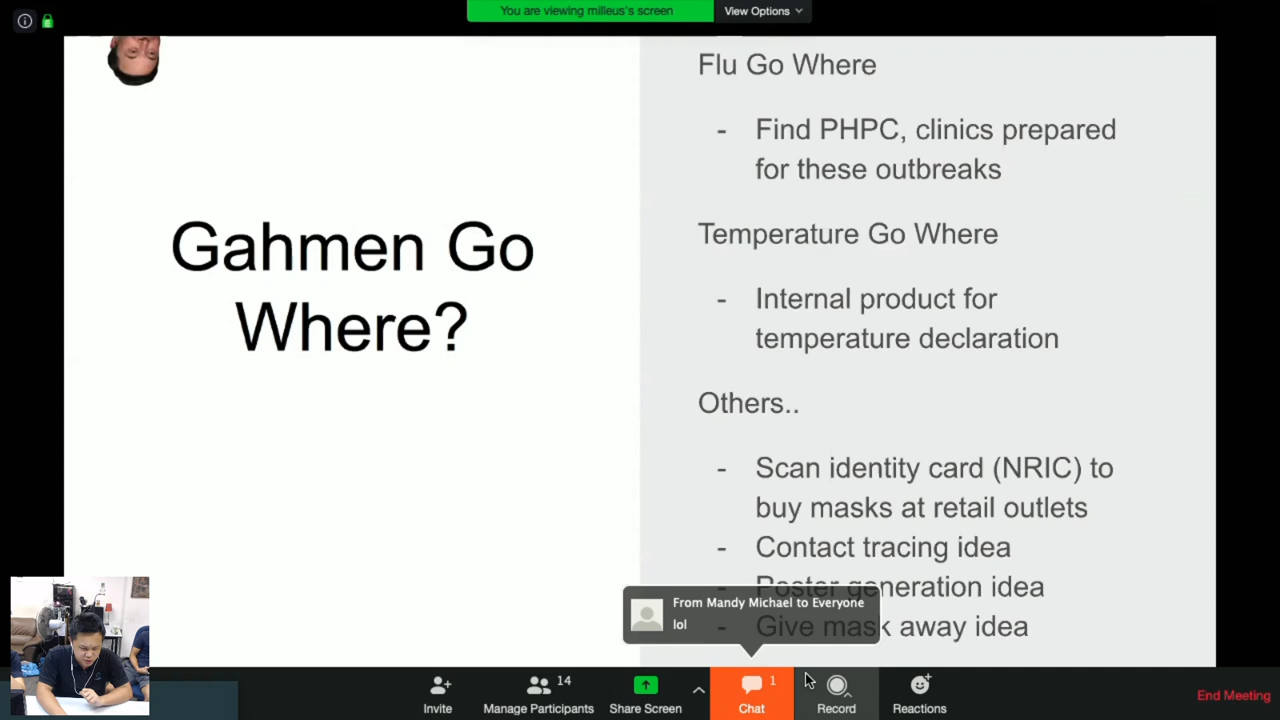 You are viewing milleus's screen
View Options
Gahmen Go
Where?
Flu Go Where
- Find PHPC, clinics prepared
for these outbreaks
Temperature Go Where
- Internal product for
temperature declaration
Others..
- Scan identity card (NRIC) to
buy masks at retail outlets
- Contact tracing idea
- Poster generation idea
- Give mask away idea
From Mandy Michael to Everyone
lol
Invite
14
Manage Participants
Share Screen
1
Chat
Record
Reactions
End Meeting